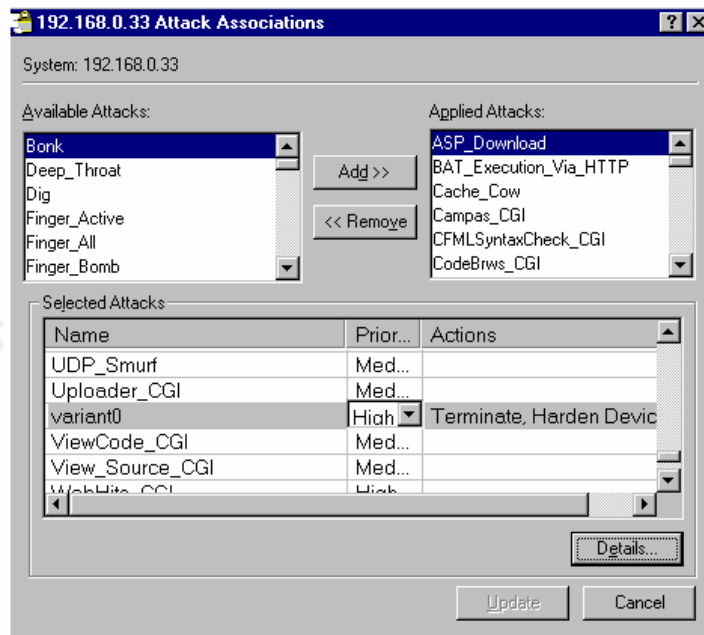 192.168.0.33 Attack Associations
System: 192.168.0.33
Available Attacks:
Bonk
Deep_Throat
Dig
Finger_Active
Finger_All
Finger_Bomb
Add >>
<< Remove
Applied Attacks:
ASP_Download
BAT_Execution_Via_HTTP
Cache_Cow
Campas_CGI
CFMLSyntaxCheck_CGI
CodeBrws_CGI
Selected Attacks
Name Prior... Actions
UDP_Smurf Med...
Uploader_CGI Med...
variant0 High Terminate, Harden Devic
ViewCode_CGI Med...
View_Source_CGI Med...
WebHits_CGI High
Details...
Update Cancel